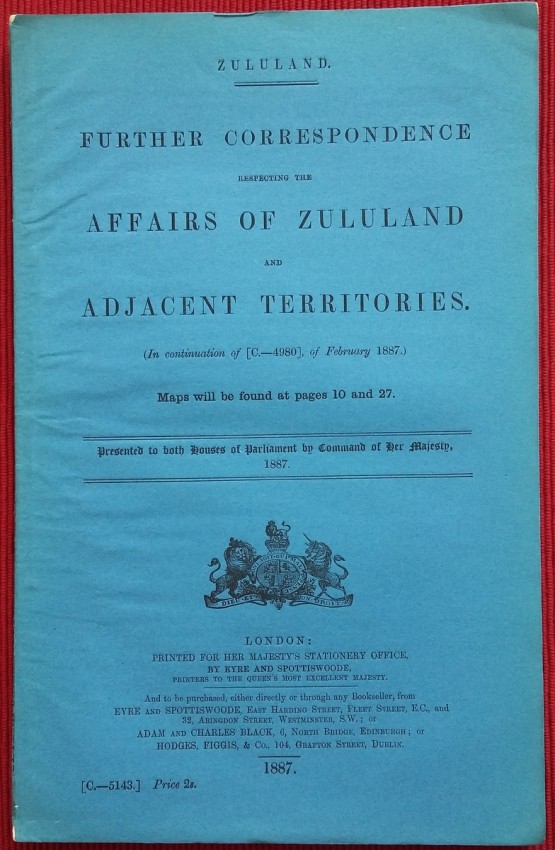 ZULULAND.
FURTHER CORRESPONDENCE
RESPECTING THE
AFFAIRS OF ZULULAND
AND
ADJACENT TERRITORIES.
(In continuation of [C.—4980], of February 1887.)
Maps will be found at pages 10 and 27.
Presented to both Houses of Parliament by Command of Her Majesty,
1887.
LONDON:
PRINTED FOR HER MAJESTY'S STATIONERY OFFICE,
BY EYRE AND SPOTTISWOODE,
PRINTERS TO THE QUEEN'S MOST EXCELLENT MAJESTY.
And to be purchased, either directly or through any Bookseller, from
EYRE AND SPOTTISWOODE, EAST HARDING STREET, FLEET STREET, E.C., and
32, ABINGDON STREET, WESTMINSTER, S.W.; or
ADAM AND CHARLES BLACK, 6, NORTH BRIDGE, EDINBURGH; or
HODGES, FIGGIS, & Co., 104, GRAFTON STREET, DUBLIN.
1887.
[C.—5143.] Price 2s.